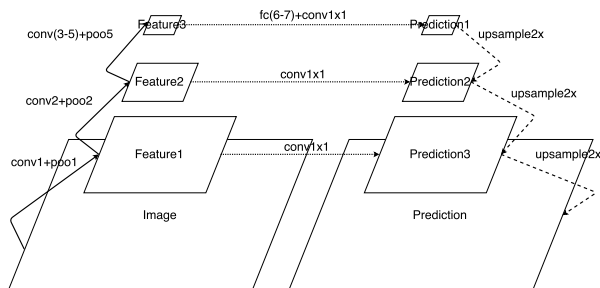 fc(6-7)+conv1x1
Feature3
Prediction1
conv(3-5)+poo5
upsample2x
conv1x1
Feature2
Prediction2
conv2+poo2
upsample2x
conv1x1
conv1+poo1
Feature1
Prediction3
upsample2x
Image
Prediction